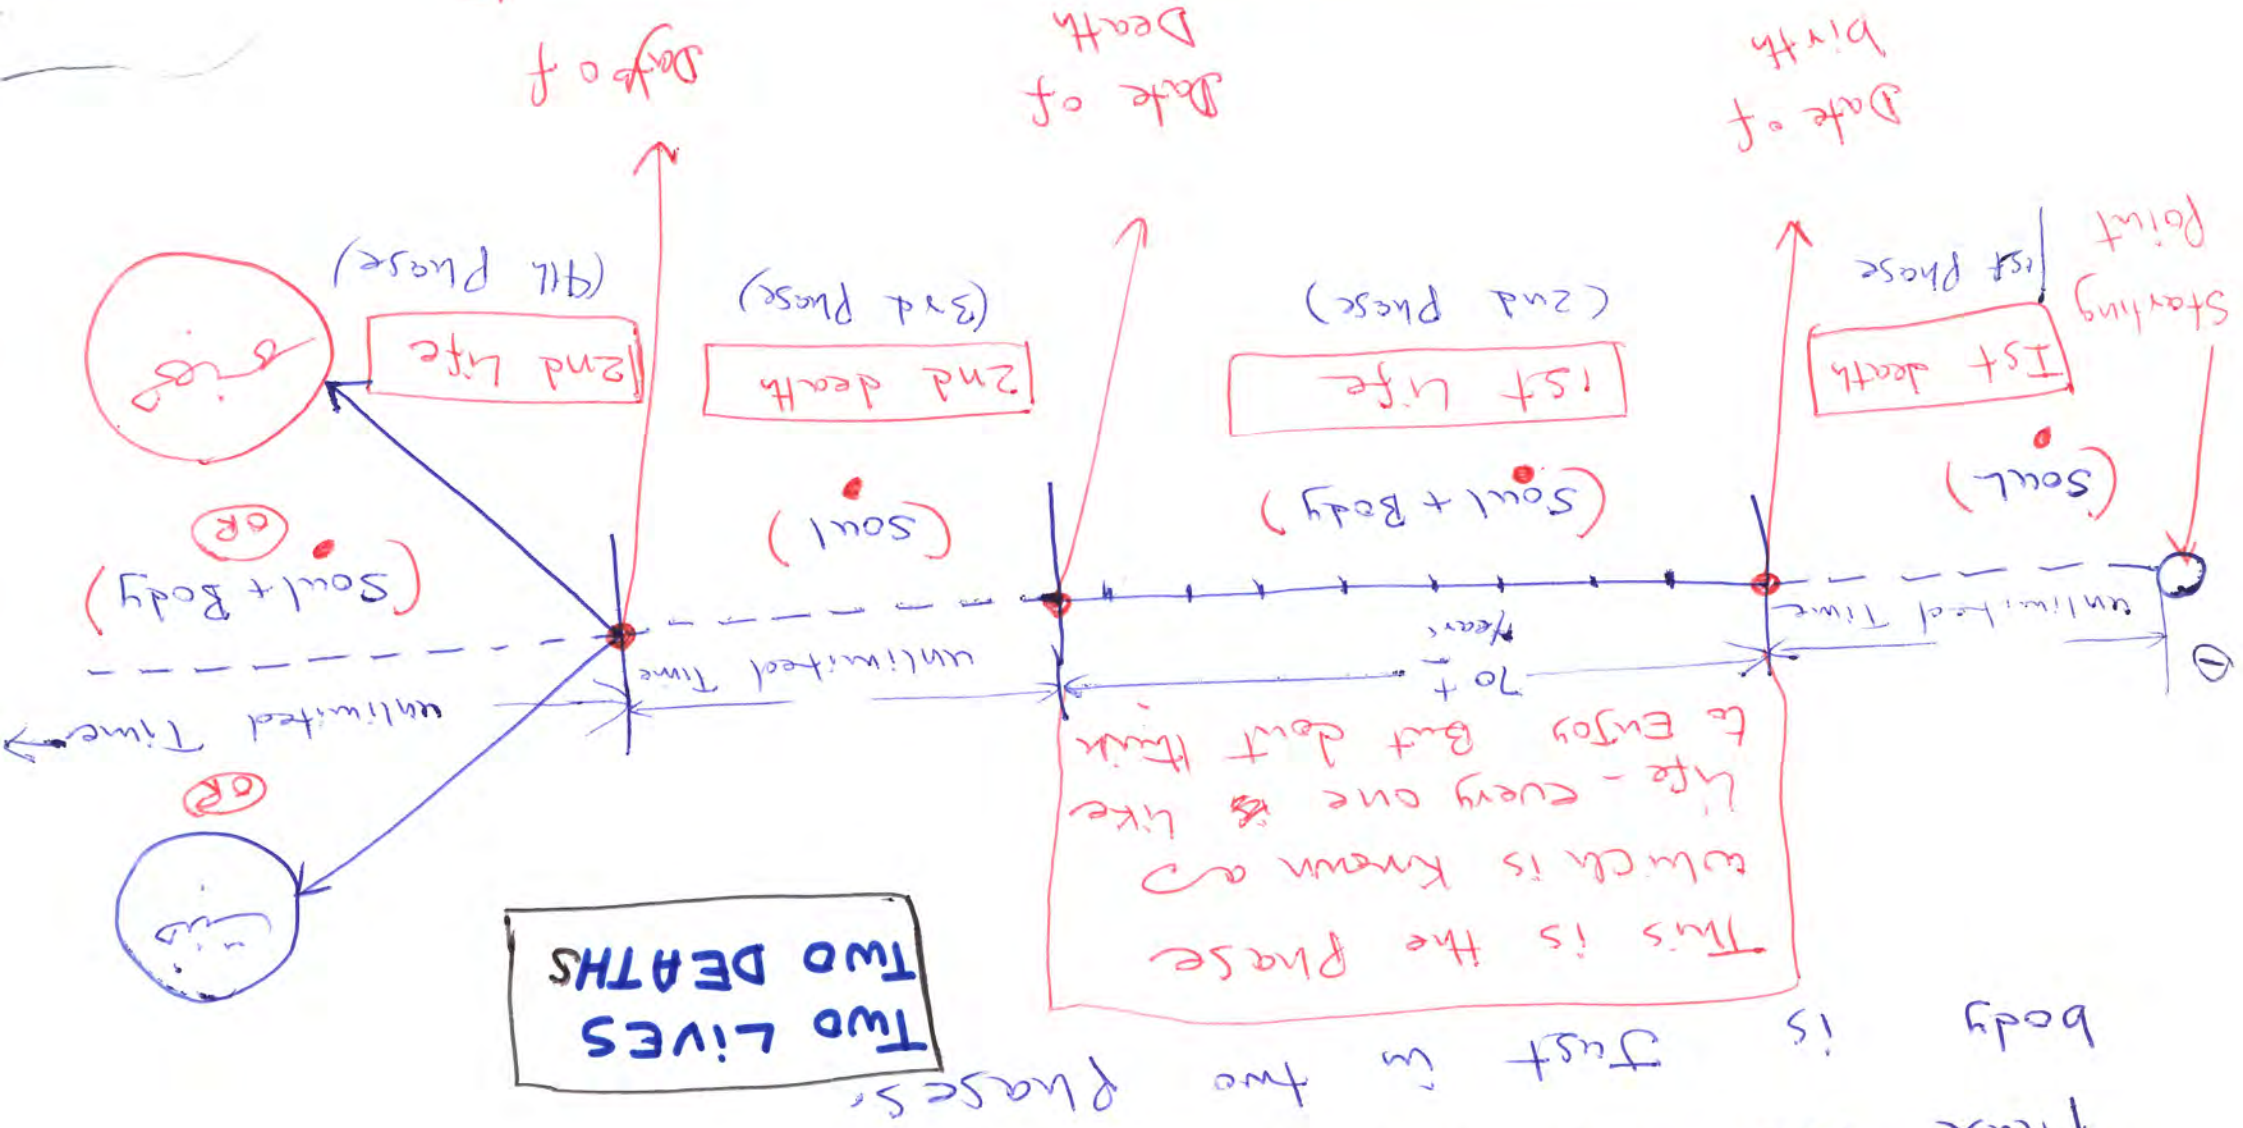 body is Just in two Phases.
TWO LIVES
TWO DEATHS
This is the Phase
which is known as
Life - every one like
to Enjoy But dont think
⊖
unlimited Time
70 ±
Years
unlimited Time
unlimited Time
OR
(Soul)
(Soul + Body)
(Soul)
(Soul + Body)
OR
Starting
Point
Ist death
1st Phase
1st Life
(2nd Phase)
2nd death
(3rd Phase)
2nd Life
(4th Phase)
Date of
birth
Date of
Death
Day of